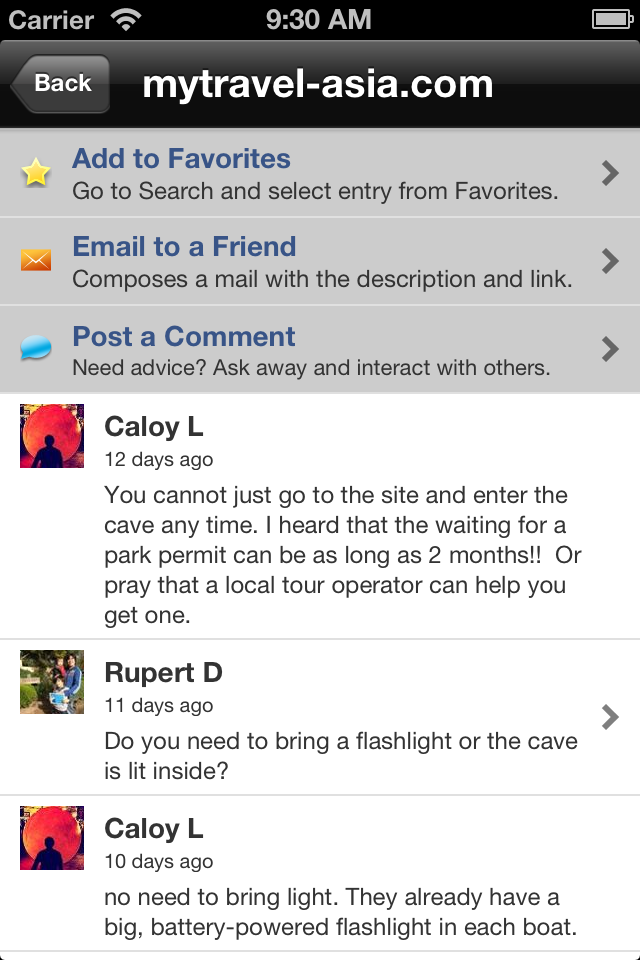 Carrier 9:30 AM
Back mytravel-asia.com
Add to Favorites
Go to Search and select entry from Favorites.
Email to a Friend
Composes a mail with the description and link.
Post a Comment
Need advice? Ask away and interact with others.
Caloy L
12 days ago
You cannot just go to the site and enter the
cave any time. I heard that the waiting for a
park permit can be as long as 2 months!!  Or
pray that a local tour operator can help you
get one.
Rupert D
11 days ago
Do you need to bring a flashlight or the cave
is lit inside?
Caloy L
10 days ago
no need to bring light. They already have a
big, battery-powered flashlight in each boat.